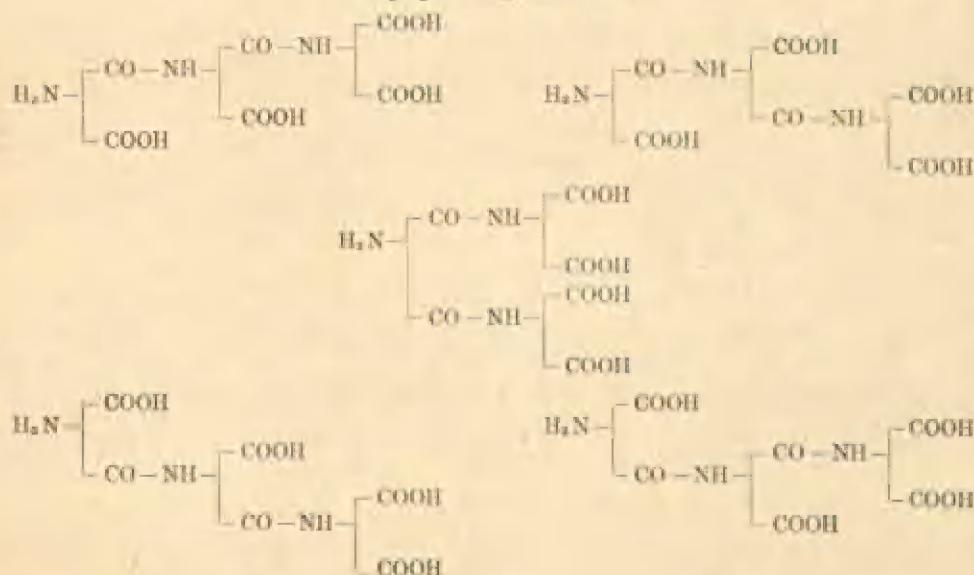 COOH
CO — NH COOH
CO — NH CO — NH
H₂N COOH H₂N COOH
COOH CO — NH
COOH COOH
COOH
COOH
CO — NH
H₂N
COOH
COOH
CO — NH
COOH
COOH COOH
H₂N H₂N COOH
COOH CO — NH
CO — NH CO — NH
COOH COOH
CO — NH COOH
COOH